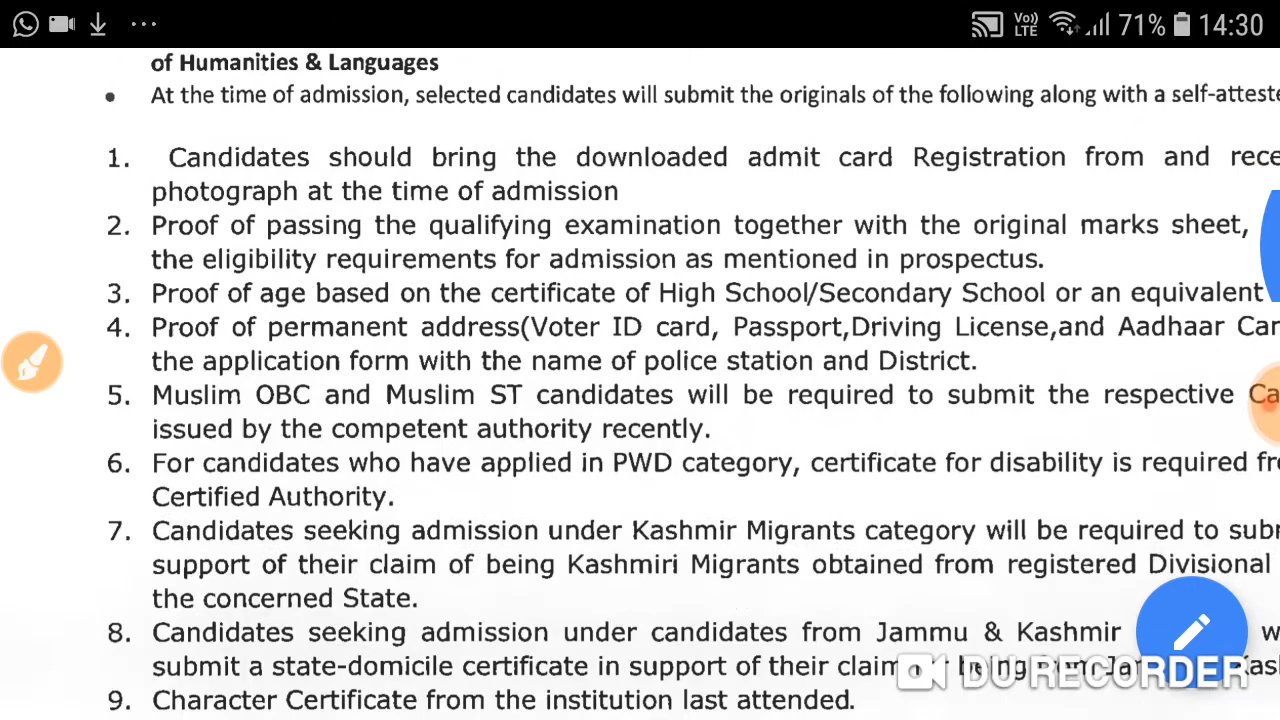 Vo)) 71% 14:30
LTE
of Humanities & Languages
• At the time of admission, selected candidates will submit the originals of the following along with a self-atteste
1. Candidates should bring the downloaded admit card Registration from and rece
photograph at the time of admission
2. Proof of passing the qualifying examination together with the original marks sheet,
the eligibility requirements for admission as mentioned in prospectus.
3. Proof of age based on the certificate of High School/Secondary School or an equivalent
4. Proof of permanent address(Voter ID card, Passport,Driving License,and Aadhaar Car
the application form with the name of police station and District.
5. Muslim OBC and Muslim ST candidates will be required to submit the respective Ca
issued by the competent authority recently.
6. For candidates who have applied in PWD category, certificate for disability is required fr
Certified Authority.
7. Candidates seeking admission under Kashmir Migrants category will be required to sub
support of their claim of being Kashmiri Migrants obtained from registered Divisional
the concerned State.
8. Candidates seeking admission under candidates from Jammu & Kashmir w
submit a state-domicile certificate in support of their claim being
DU RECORDER
9. Character Certificate from the institution last attended.